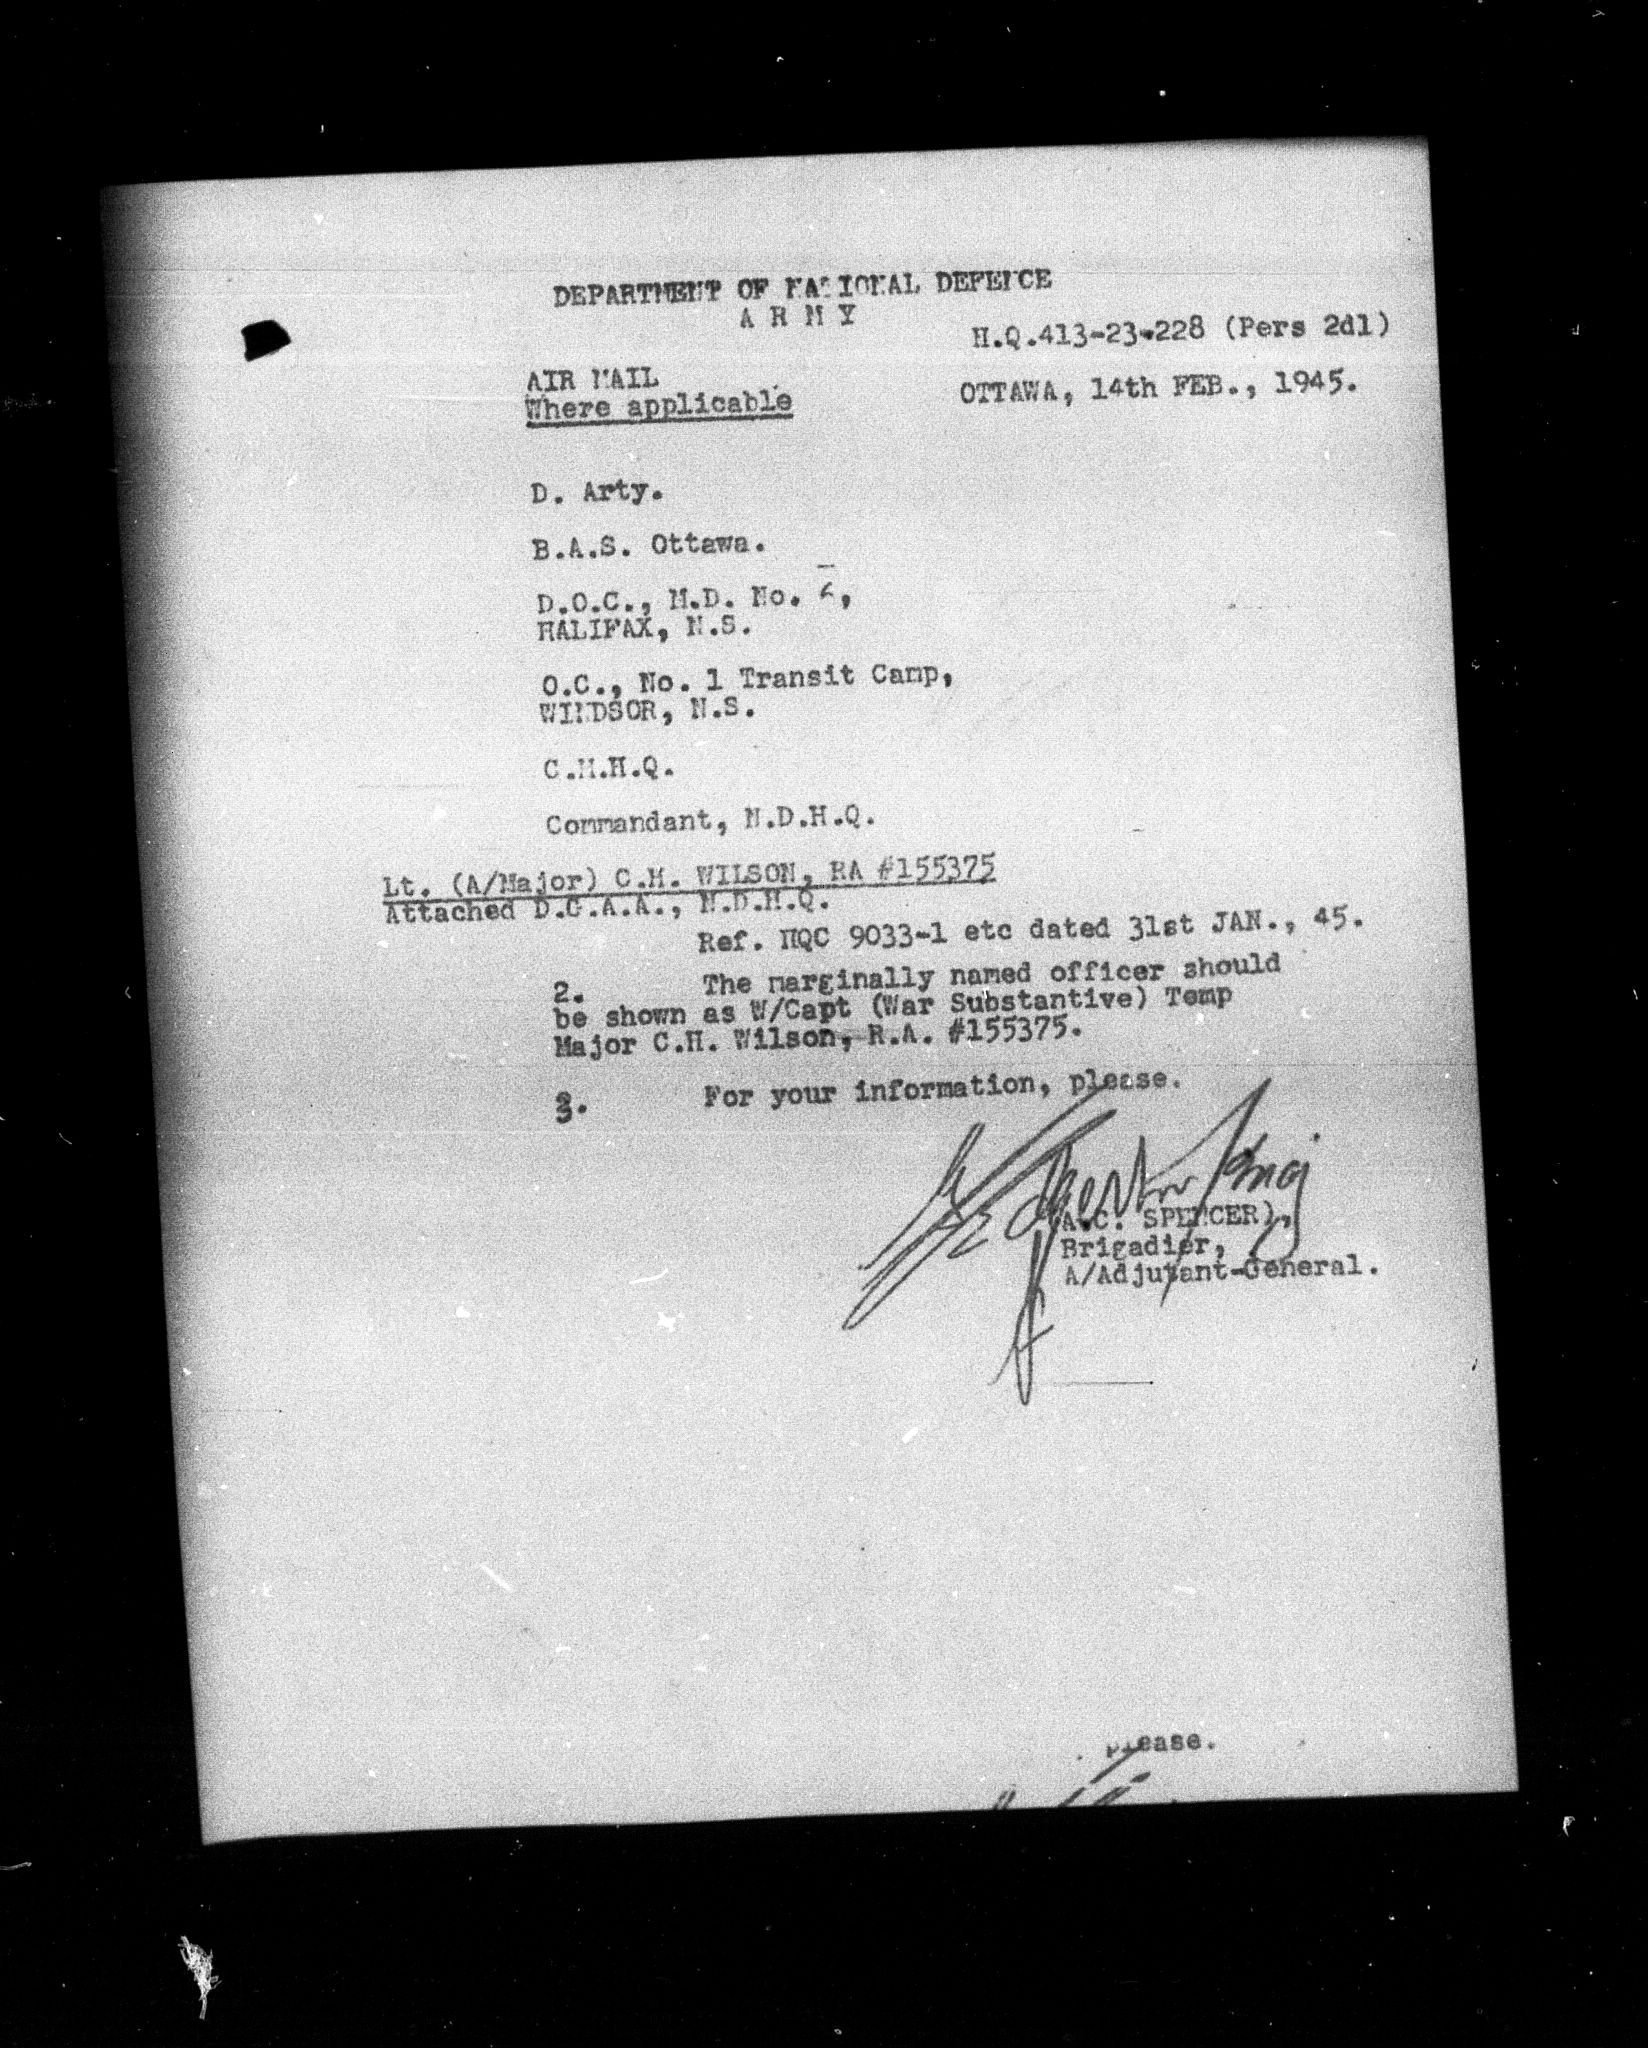 DEPARTMENT OF NATIONAL DEFENCE
A R M Y
H.Q.413-23-228 (Pers 2d1)
AIR MAIL
Where applicable
OTTAWA, 14th FEB., 1945.
D. Arty.
B.A.S. Ottawa.
D.O.C., M.D. No. 6,
HALIFAX, N.S.
O.C., No. 1 Transit Camp,
WINDSOR, N.S.
C.M.H.Q.
Commandant, N.D.H.Q.
Lt. (A/Major) C.H. WILSON, RA #155375
Attached D.C.A.A., N.D.H.Q.
Ref. HQC 9033-1 etc dated 31st JAN., 45.
2. The marginally named officer should
be shown as W/Capt (War Substantive) Temp
Major C.H. Wilson, R.A. #155375.
3. For your information, please.
A.C. SPENCER),
Brigadier,
A/Adjutant-General.
please.